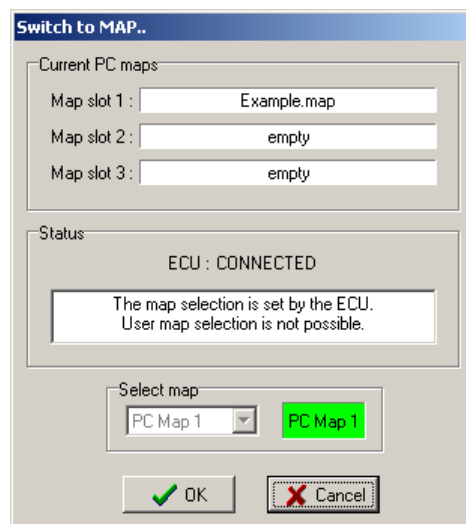 Switch to MAP..
Current PC maps
Map slot 1 : Example.map
Map slot 2 : empty
Map slot 3 : empty
Status
ECU : CONNECTED
The map selection is set by the ECU.
User map selection is not possible.
Select map
PC Map 1 PC Map 1
OK Cancel